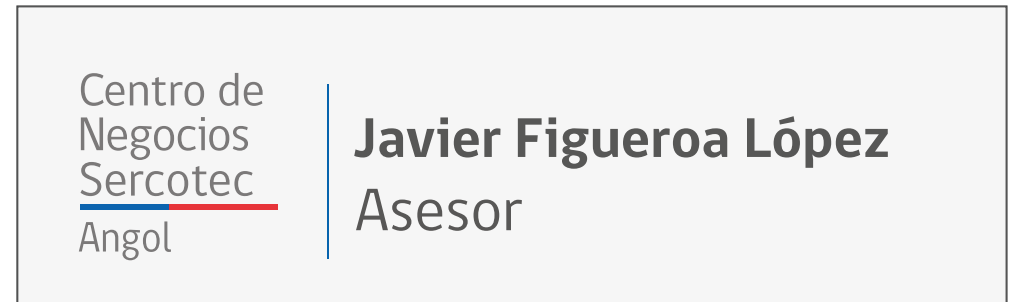 Centro de
Negocios
Sercotec
Angol
Javier Figueroa López
Asesor